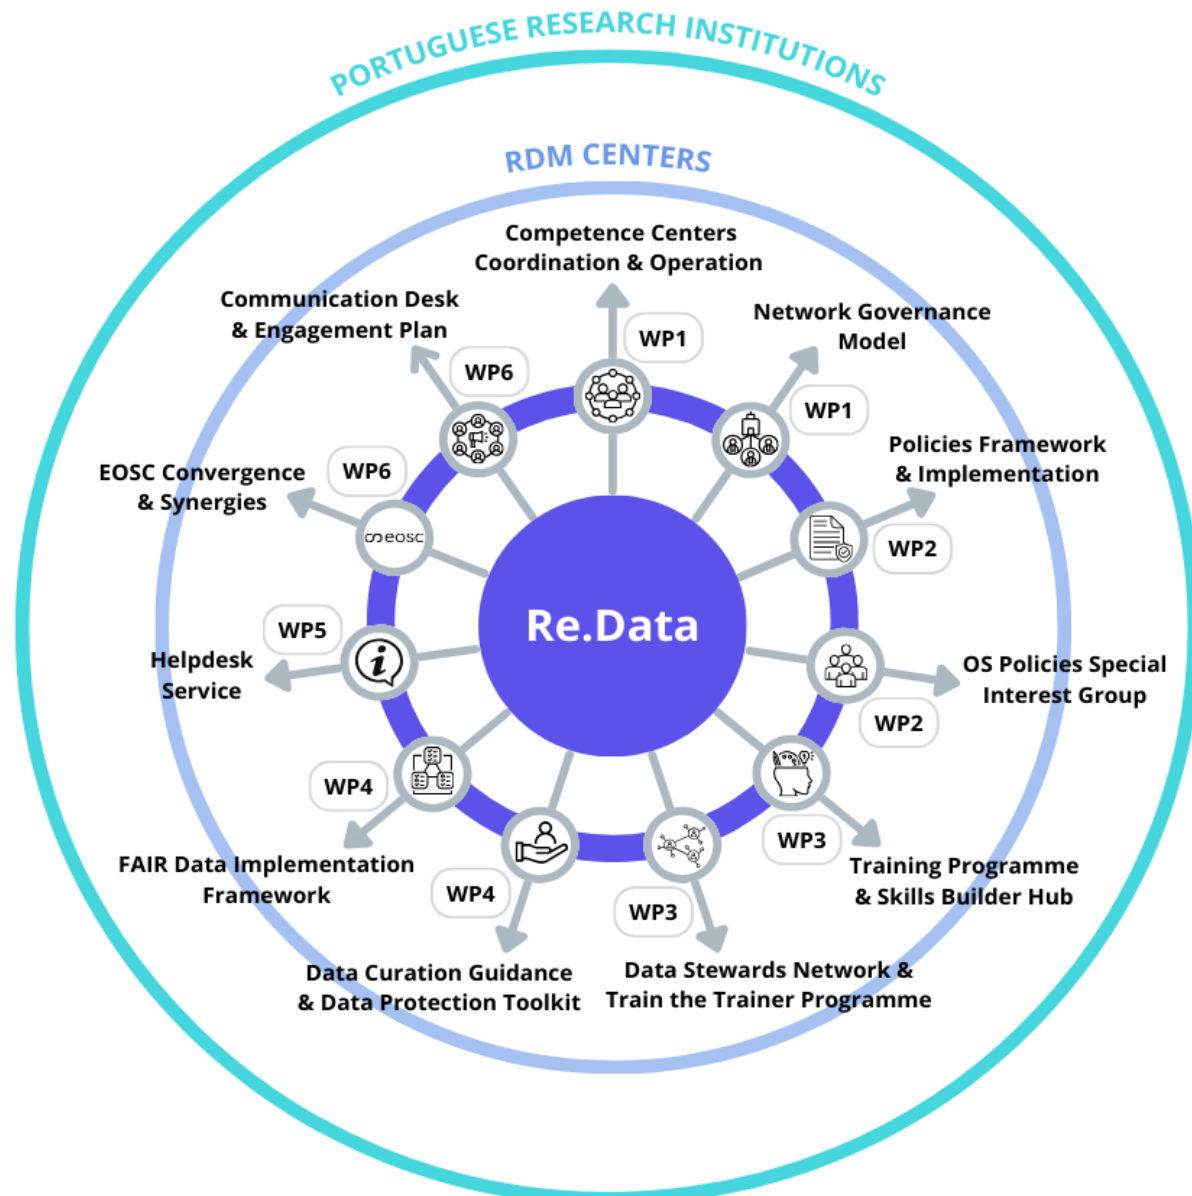 PORTUGUESE RESEARCH INSTITUTIONS
RDM CENTERS
Competence Centers
Coordination & Operation
WP1
Network Governance
Model
WP1
Policies Framework
& Implementation
WP2
OS Policies Special
Interest Group
WP2
Training Programme
& Skills Builder Hub
WP3
Data Stewards Network &
Train the Trainer Programme
WP3
Data Curation Guidance
& Data Protection Toolkit
WP4
FAIR Data Implementation
Framework
WP4
Helpdesk
Service
WP5
EOSC Convergence
& Synergies
WP6
eosc
Communication Desk
& Engagement Plan
WP6
Re.Data